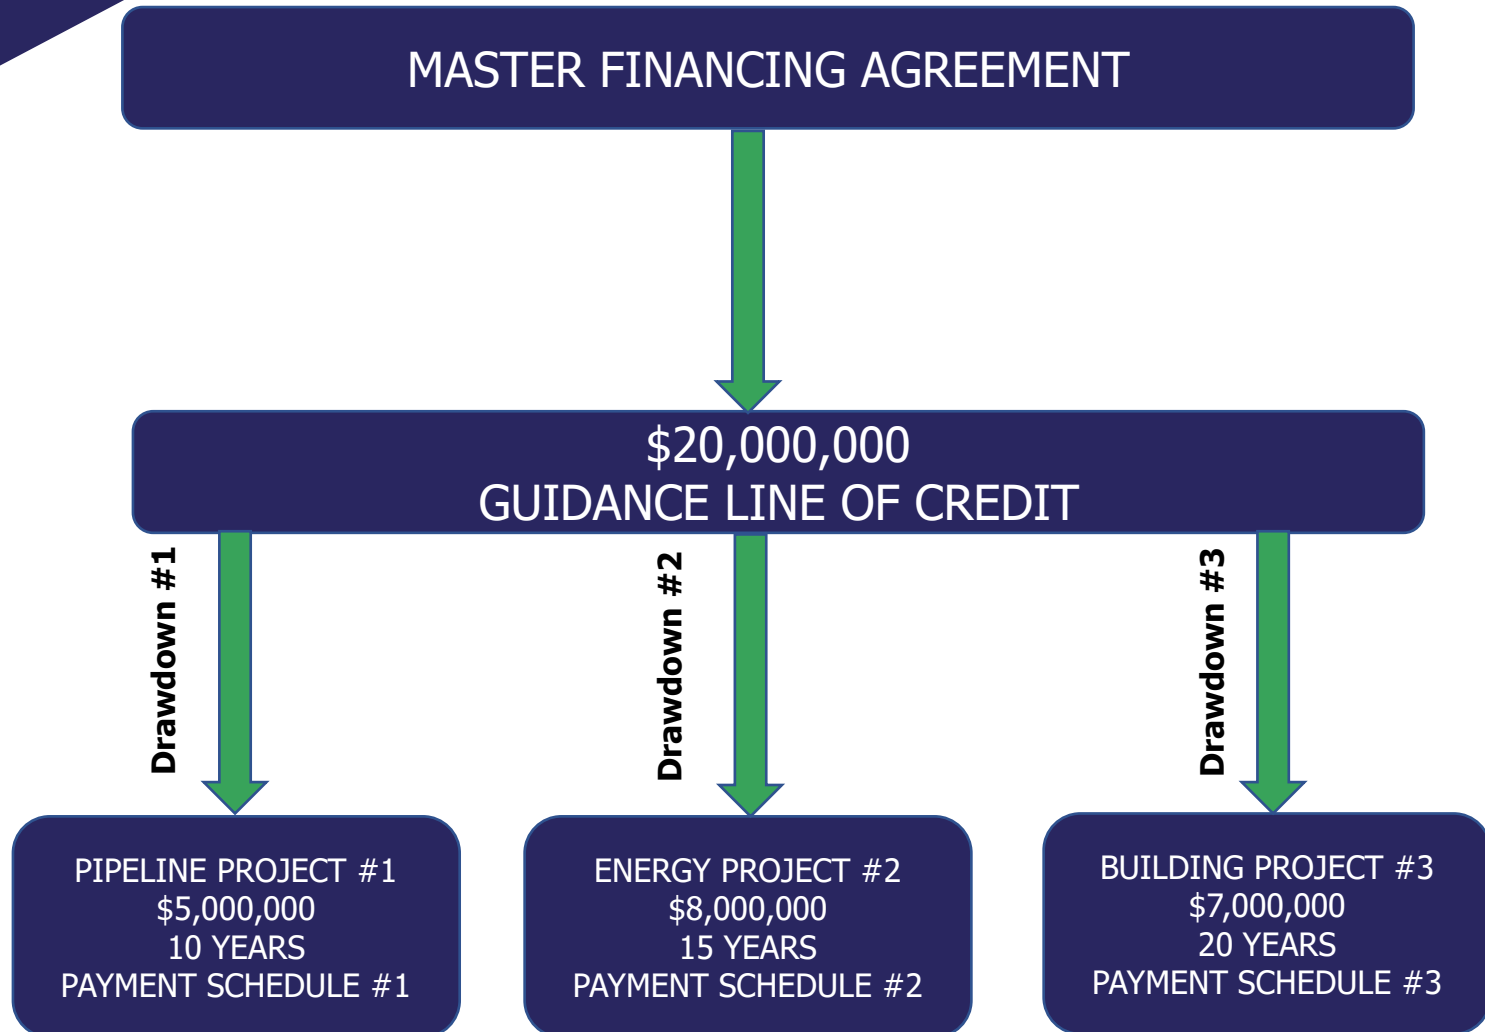 MASTER FINANCING AGREEMENT
$20,000,000
GUIDANCE LINE OF CREDIT
Drawdown #1
Drawdown #2
Drawdown #3
PIPELINE PROJECT #1
$5,000,000
10 YEARS
PAYMENT SCHEDULE #1
ENERGY PROJECT #2
$8,000,000
15 YEARS
PAYMENT SCHEDULE #2
BUILDING PROJECT #3
$7,000,000
20 YEARS
PAYMENT SCHEDULE #3